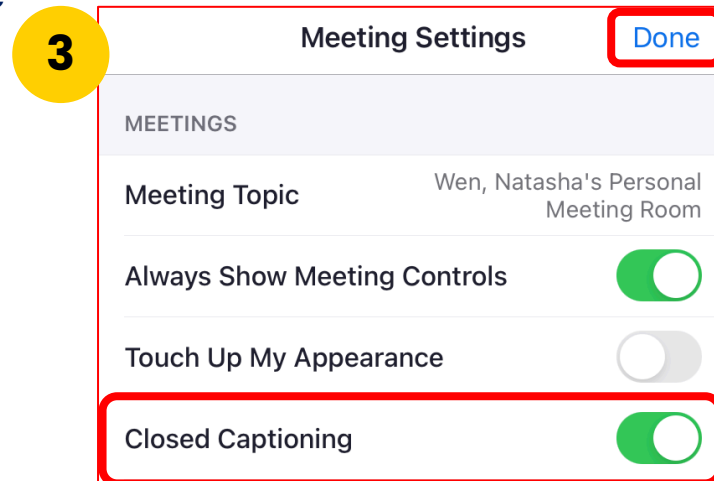 3
Meeting Settings
Done
MEETINGS
Meeting Topic
Wen, Natasha's Personal
Meeting Room
Always Show Meeting Controls
Touch Up My Appearance
Closed Captioning